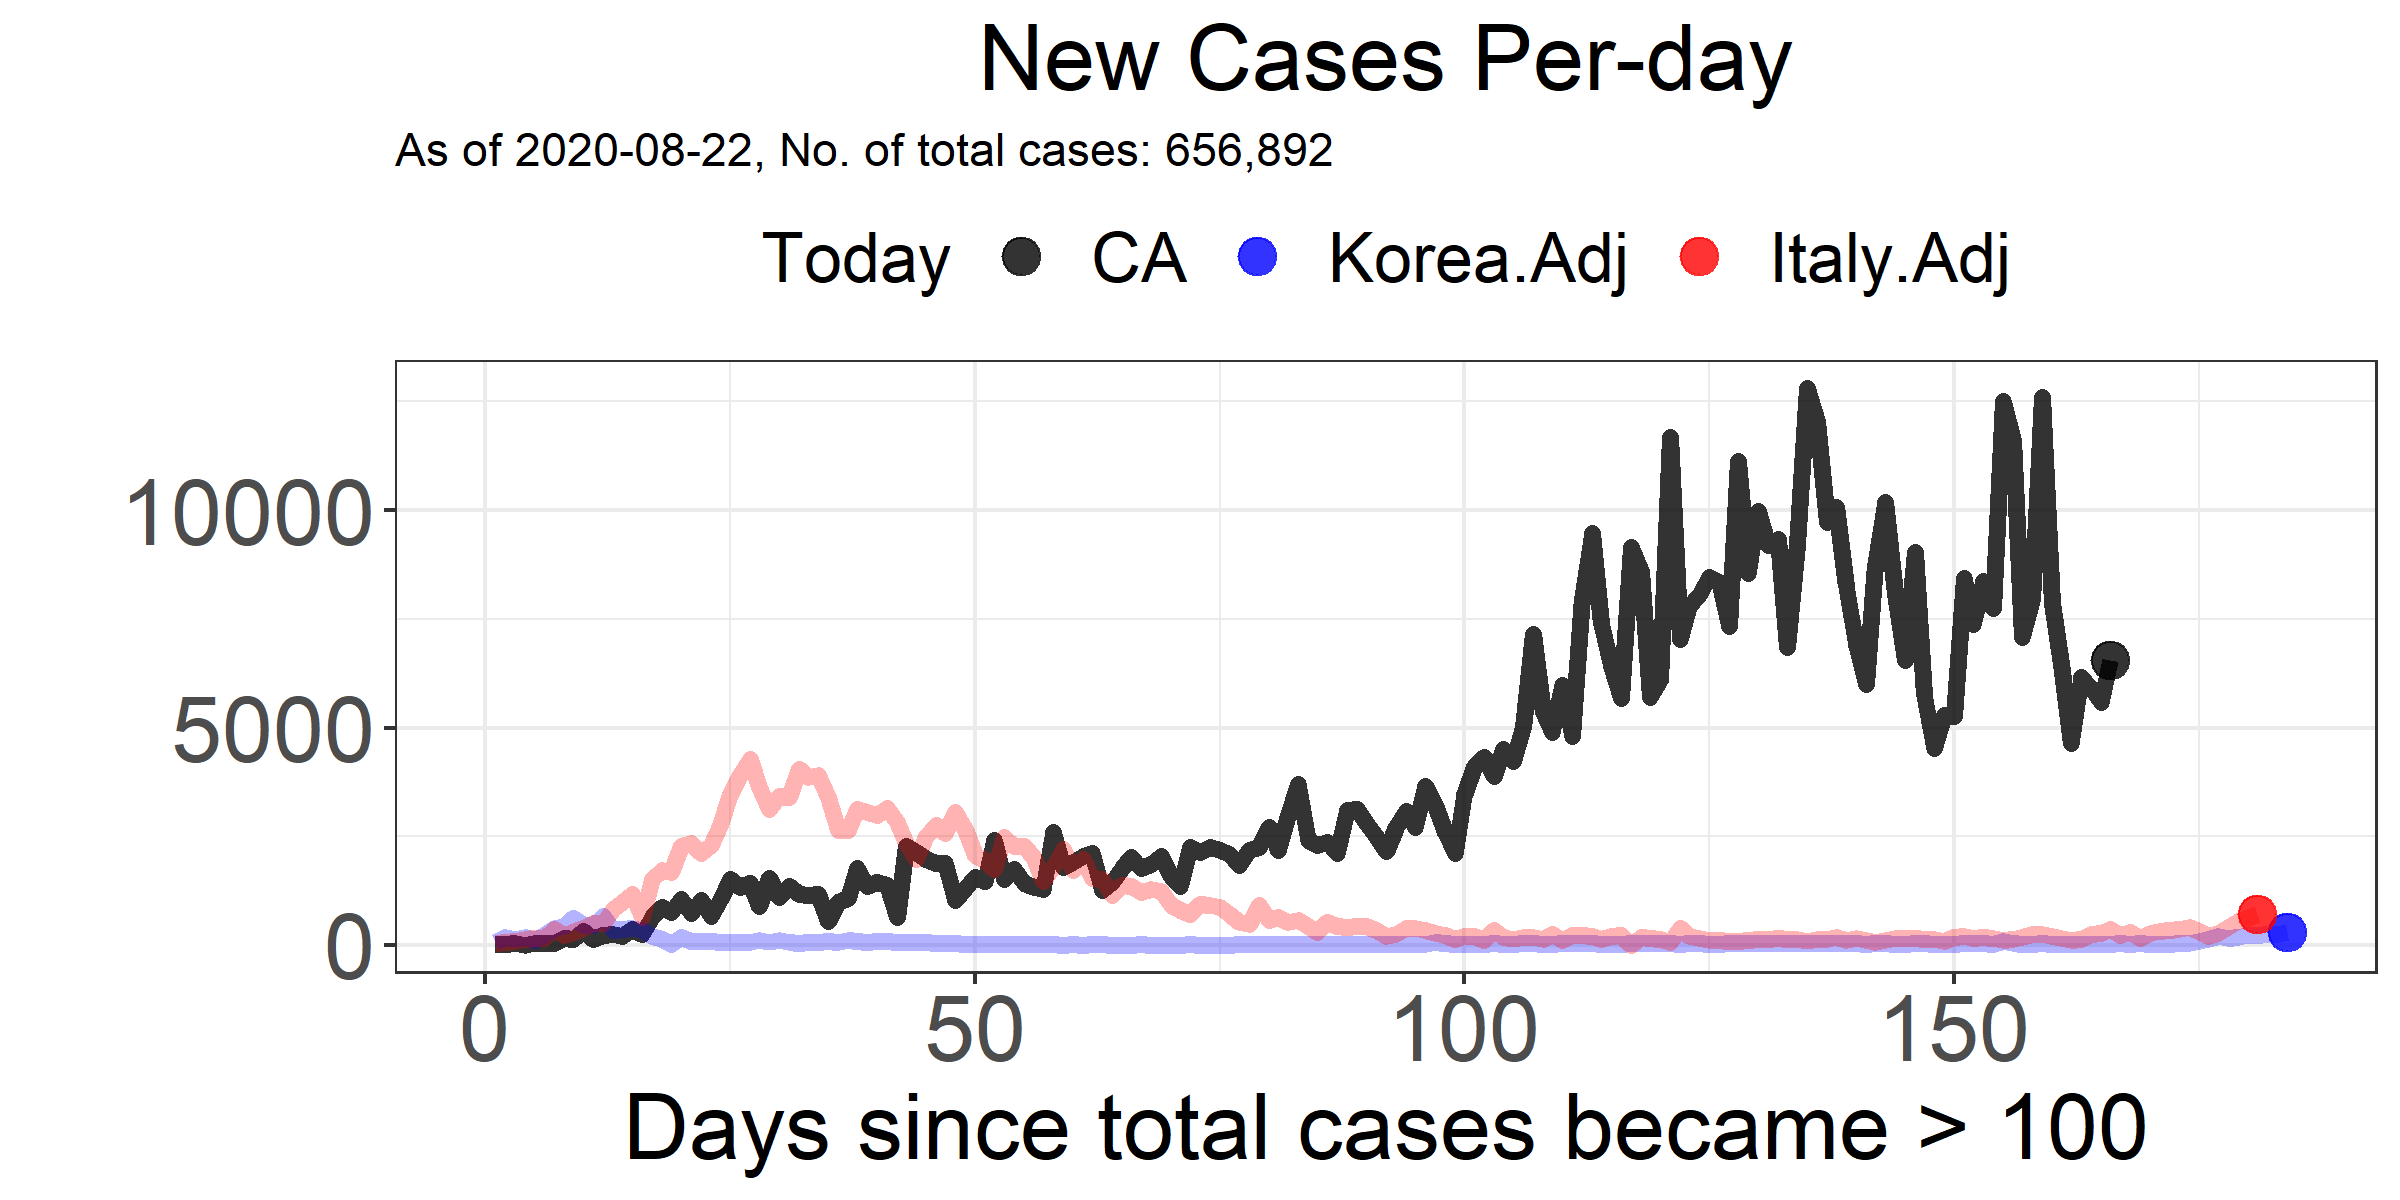 New Cases Per-day
As of 2020-08-22, No. of total cases: 656,892
Today CA Korea.Adj Italy.Adj
10000
5000
0
0 50 100 150
Days since total cases became > 100